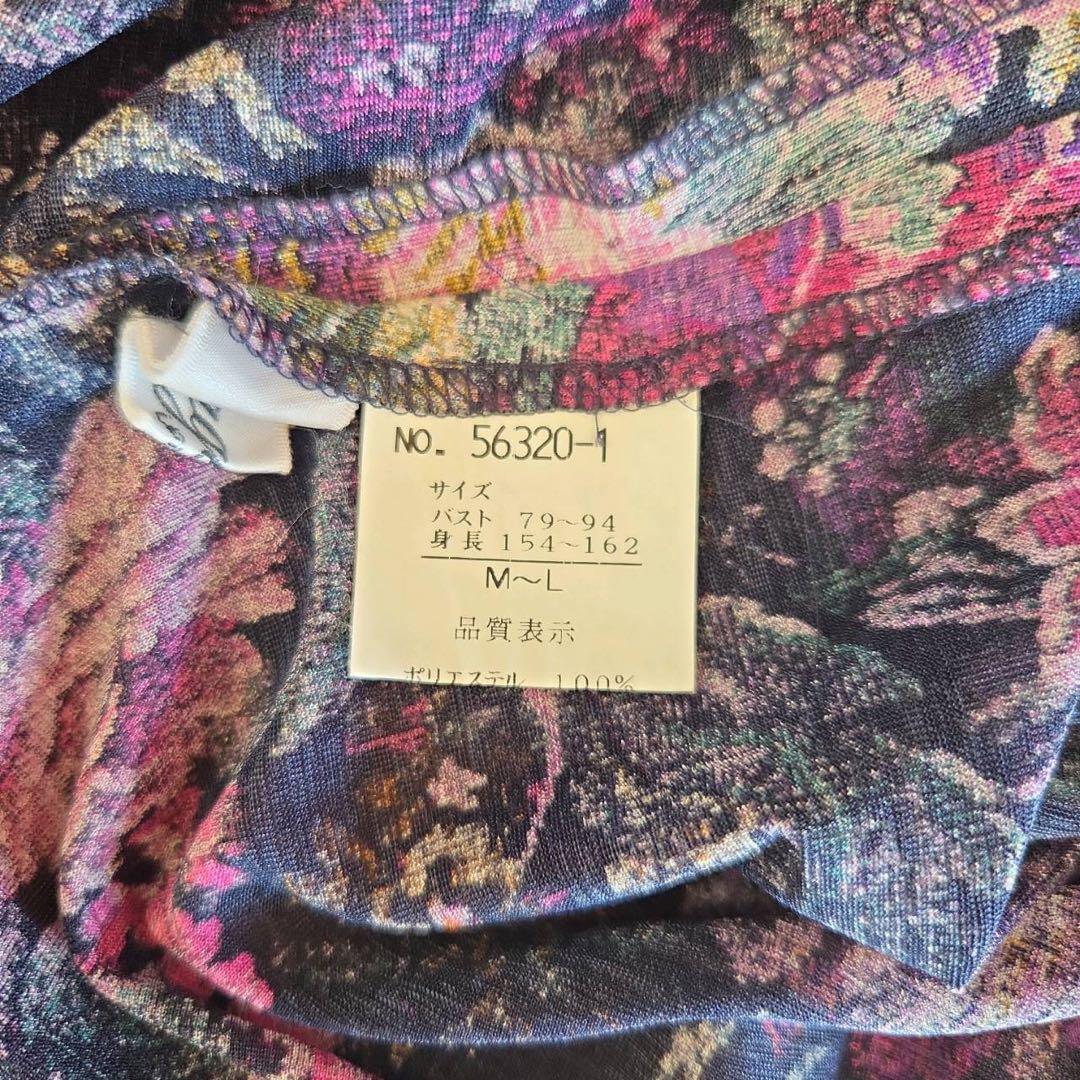 NO. 56320-1
サイズ
バスト 79〜94
身長 154〜162
M〜L
品質表示
ポリエステル 100%